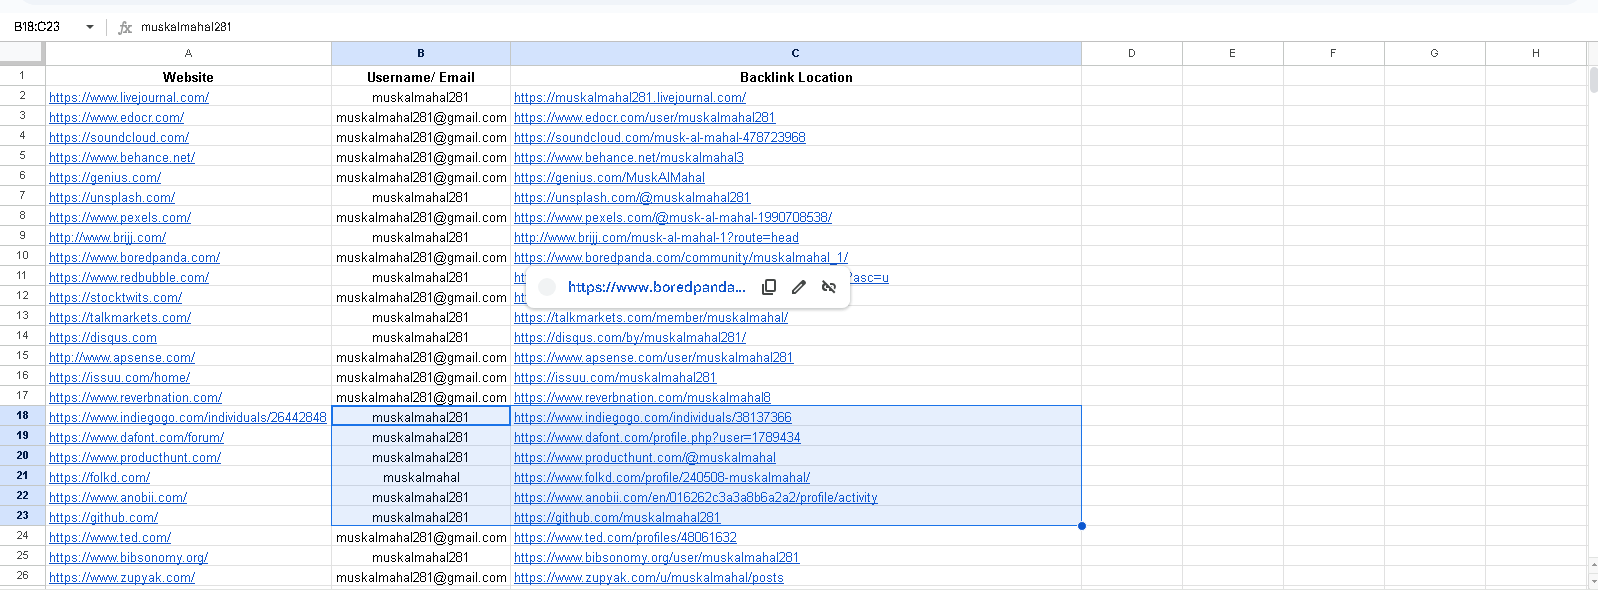 B18:C23 fx muskalmahal281
A B C D E F G H
1 Website Username/ Email Backlink Location
2 https://www.livejournal.com/ muskalmahal281 https://muskalmahal281.livejournal.com/
3 https://www.edocr.com/ muskalmahal281@gmail.com https://www.edocr.com/user/muskalmahal281
4 https://soundcloud.com/ muskalmahal281@gmail.com https://soundcloud.com/musk-al-mahal-478723968
5 https://www.behance.net/ muskalmahal281@gmail.com https://www.behance.net/muskalmahal3
6 https://genius.com/ muskalmahal281@gmail.com https://genius.com/MuskAlMahal
7 https://unsplash.com/ muskalmahal281 https://unsplash.com/@muskalmahal281
8 https://www.pexels.com/ muskalmahal281@gmail.com https://www.pexels.com/@musk-al-mahal-1990708538/
9 http://www.brijj.com/ muskalmahal281 http://www.brijj.com/musk-al-mahal-1?route=head
10 https://www.boredpanda.com/ muskalmahal281@gmail.com https://www.boredpanda.com/community/muskalmahal_1/
11 https://www.redbubble.com/ muskalmahal281 ht ?asc=u
https://www.boredpanda...
12 https://stocktwits.com/ muskalmahal281@gmail.com ht
13 https://talkmarkets.com/ muskalmahal281 https://talkmarkets.com/member/muskalmahal/
14 https://disqus.com muskalmahal281 https://disqus.com/by/muskalmahal281/
15 http://www.apsense.com/ muskalmahal281@gmail.com https://www.apsense.com/user/muskalmahal281
16 https://issuu.com/home/ muskalmahal281@gmail.com https://issuu.com/muskalmahal281
17 https://www.reverbnation.com/ muskalmahal281@gmail.com https://www.reverbnation.com/muskalmahal8
18 https://www.indiegogo.com/individuals/26442848 muskalmahal281 https://www.indiegogo.com/individuals/38137366
19 https://www.dafont.com/forum/ muskalmahal281 https://www.dafont.com/profile.php?user=1789434
20 https://www.producthunt.com/ muskalmahal281 https://www.producthunt.com/@muskalmahal
21 https://folkd.com/ muskalmahal https://www.folkd.com/profile/240508-muskalmahal/
22 https://www.anobii.com/ muskalmahal281 https://www.anobii.com/en/016262c3a3a8b6a2a2/profile/activity
23 https://github.com/ muskalmahal281 https://github.com/muskalmahal281
24 https://www.ted.com/ muskalmahal281@gmail.com https://www.ted.com/profiles/48061632
25 https://www.bibsonomy.org/ muskalmahal281 https://www.bibsonomy.org/user/muskalmahal281
26 https://www.zupyak.com/ muskalmahal281@gmail.com https://www.zupyak.com/u/muskalmahal/posts